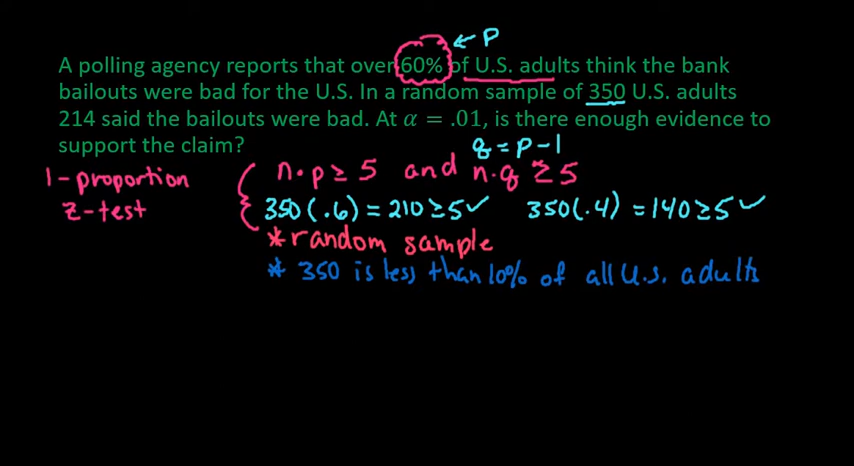 ← P
A polling agency reports that over 60% of U.S. adults think the bank
bailouts were bad for the U.S. In a random sample of 350 U.S. adults
214 said the bailouts were bad. At α = .01, is there enough evidence to
support the claim?
q = P - 1
1-proportion
z-test
n·p ≥ 5 and n·q ≥ 5
350(.6) = 210 ≥ 5 ✓ 350(.4) = 140 ≥ 5 ✓
*random sample
* 350 is less than 10% of all U.S. adults